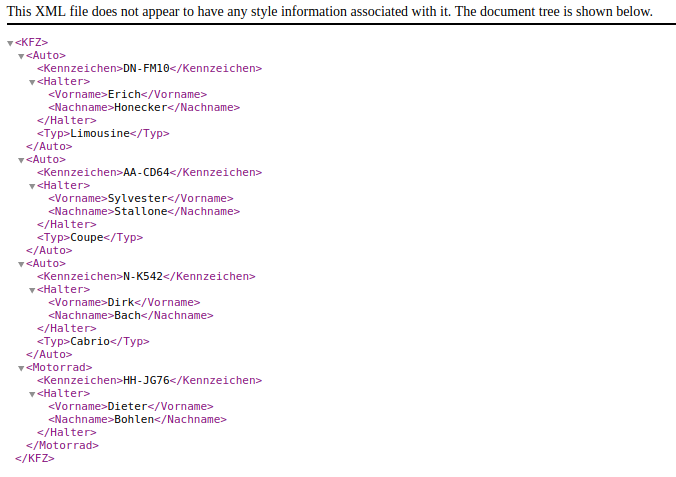 This XML file does not appear to have any style information associated with it. The document tree is shown below.
<KFZ>
<Auto>
<Kennzeichen>DN-FM10</Kennzeichen>
<Halter>
<Vorname>Erich</Vorname>
<Nachname>Honecker</Nachname>
</Halter>
<Typ>Limousine</Typ>
</Auto>
<Auto>
<Kennzeichen>AA-CD64</Kennzeichen>
<Halter>
<Vorname>Sylvester</Vorname>
<Nachname>Stallone</Nachname>
</Halter>
<Typ>Coupe</Typ>
</Auto>
<Auto>
<Kennzeichen>N-K542</Kennzeichen>
<Halter>
<Vorname>Dirk</Vorname>
<Nachname>Bach</Nachname>
</Halter>
<Typ>Cabrio</Typ>
</Auto>
<Motorrad>
<Kennzeichen>HH-JG76</Kennzeichen>
<Halter>
<Vorname>Dieter</Vorname>
<Nachname>Bohlen</Nachname>
</Halter>
</Motorrad>
</KFZ>